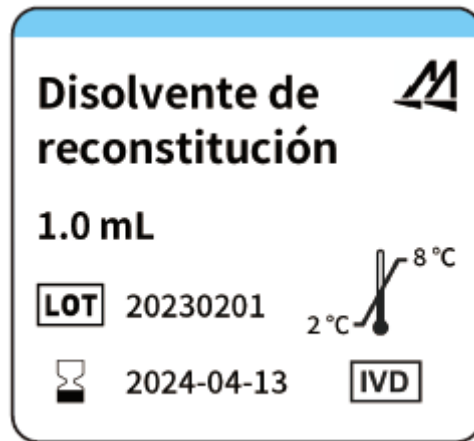 Disolvente de
reconstitución
1.0 mL
8 °C
LOT 20230201
2 °C
2024-04-13 IVD